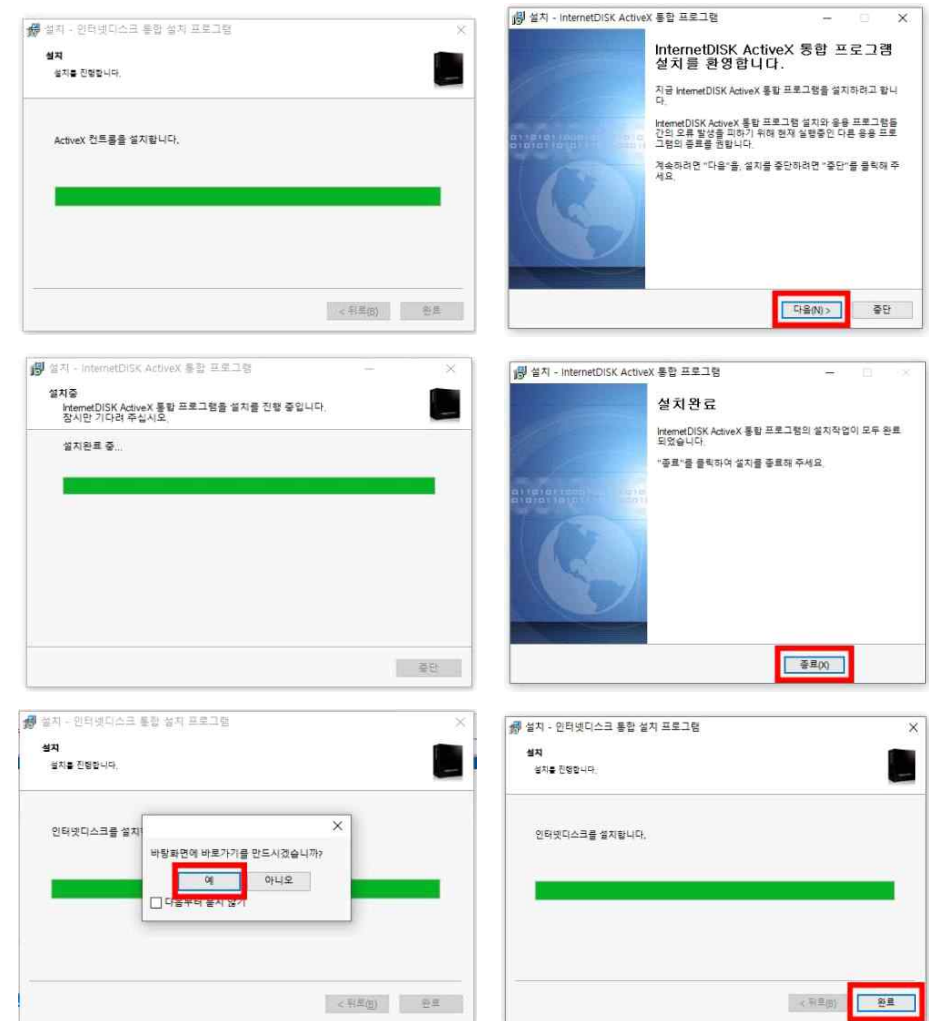 설치 - 인터넷디스크 통합 설치 프로그램
설치
설치를 진행합니다.
ActiveX 컨트롤을 설치합니다.
< 뒤로(B)
완료
설치 - InternetDISK ActiveX 통합 프로그램
InternetDISK ActiveX 통합 프로그램
설치를 환영합니다.
지금 InternetDISK ActiveX 통합 프로그램을 설치하려고 합니
다.
InternetDISK ActiveX 통합 프로그램 설치와 응용 프로그램들
간의 오류 발생을 피하기 위해 현재 실행중인 다른 응용 프로
그램의 종료를 권합니다.
계속하려면 "다음"을, 설치를 중단하려면 "중단"를 클릭해 주
세요.
다음(N) >
중단
설치 - InternetDISK ActiveX 통합 프로그램
설치중
InternetDISK ActiveX 통합 프로그램을 설치를 진행 중입니다.
잠시만 기다려 주십시오.
설치완료 중...
중단
설치 - InternetDISK ActiveX 통합 프로그램
설치완료
InternetDISK ActiveX 통합 프로그램의 설치작업이 모두 완료
되었습니다.
"종료"를 클릭하여 설치를 종료해 주세요.
종료(X)
설치 - 인터넷디스크 통합 설치 프로그램
설치
설치를 진행합니다.
인터넷디스크를 설치
바탕화면에 바로가기를 만드시겠습니까?
예
아니오
다음부터 묻지 않기
< 뒤로(B)
완료
설치 - 인터넷디스크 통합 설치 프로그램
설치
설치를 진행합니다.
인터넷디스크를 설치합니다.
< 뒤로(B)
완료